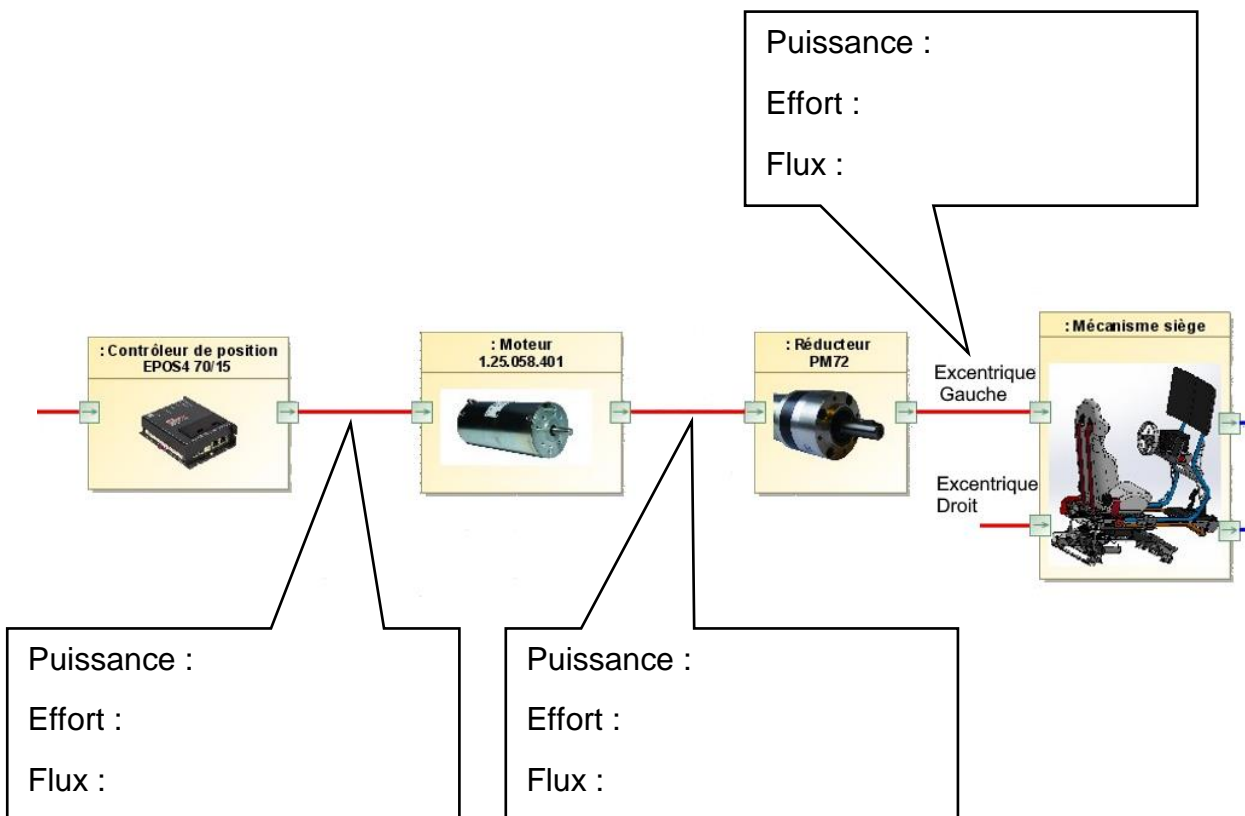 Puissance :
Effort :
Flux :
: Contrôleur de position
EPOS4 70/15
: Moteur
1.25.058.401
: Réducteur
PM72
Excentrique
Gauche
Excentrique
Droit
: Mécanisme siège
Puissance :
Effort :
Flux :
Puissance :
Effort :
Flux :